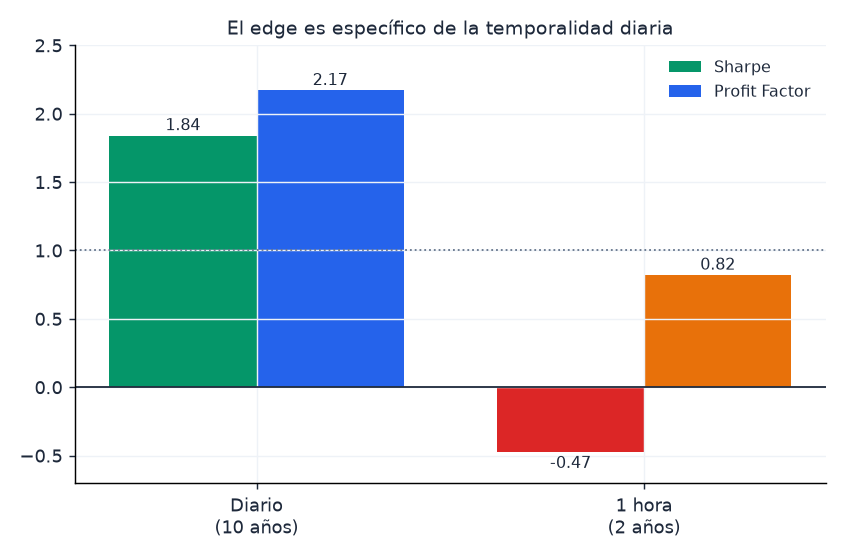 El edge es específico de la temporalidad diaria
Sharpe
Profit Factor
2.5
2.0
1.5
1.0
0.5
0.0
−0.5
1.84
2.17
-0.47
0.82
Diario
(10 años)
1 hora
(2 años)